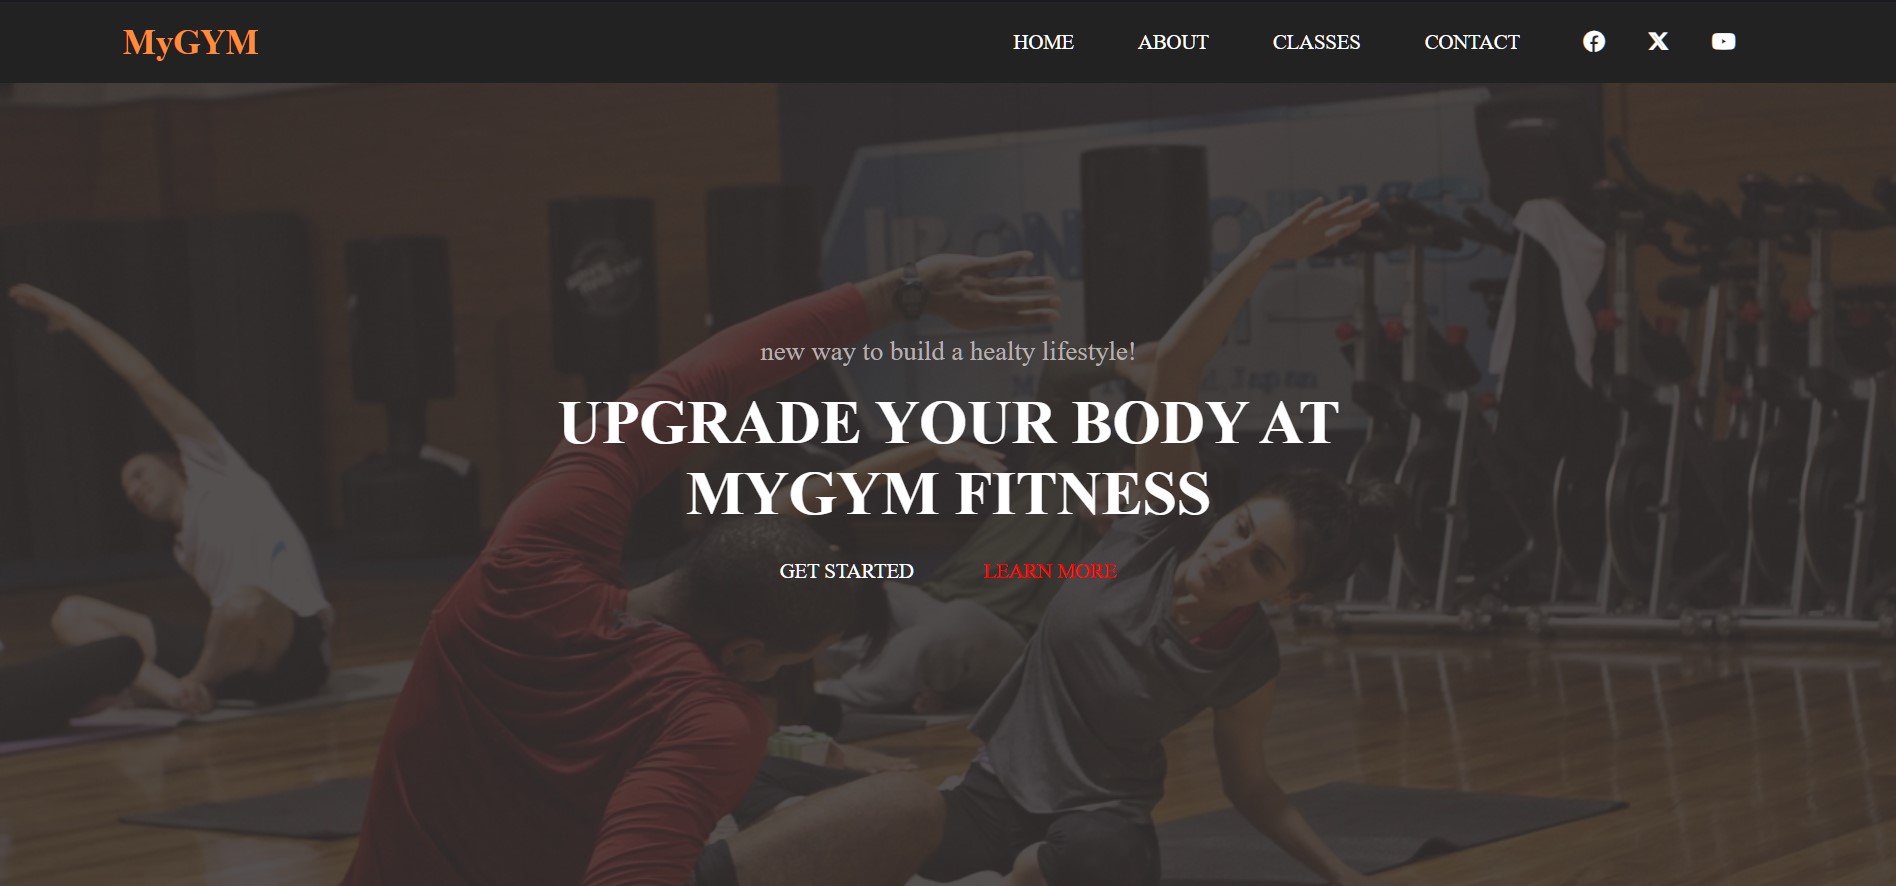 MyGYM
HOME ABOUT CLASSES CONTACT
new way to build a healty lifestyle!
UPGRADE YOUR BODY AT
MYGYM FITNESS
GET STARTED LEARN MORE